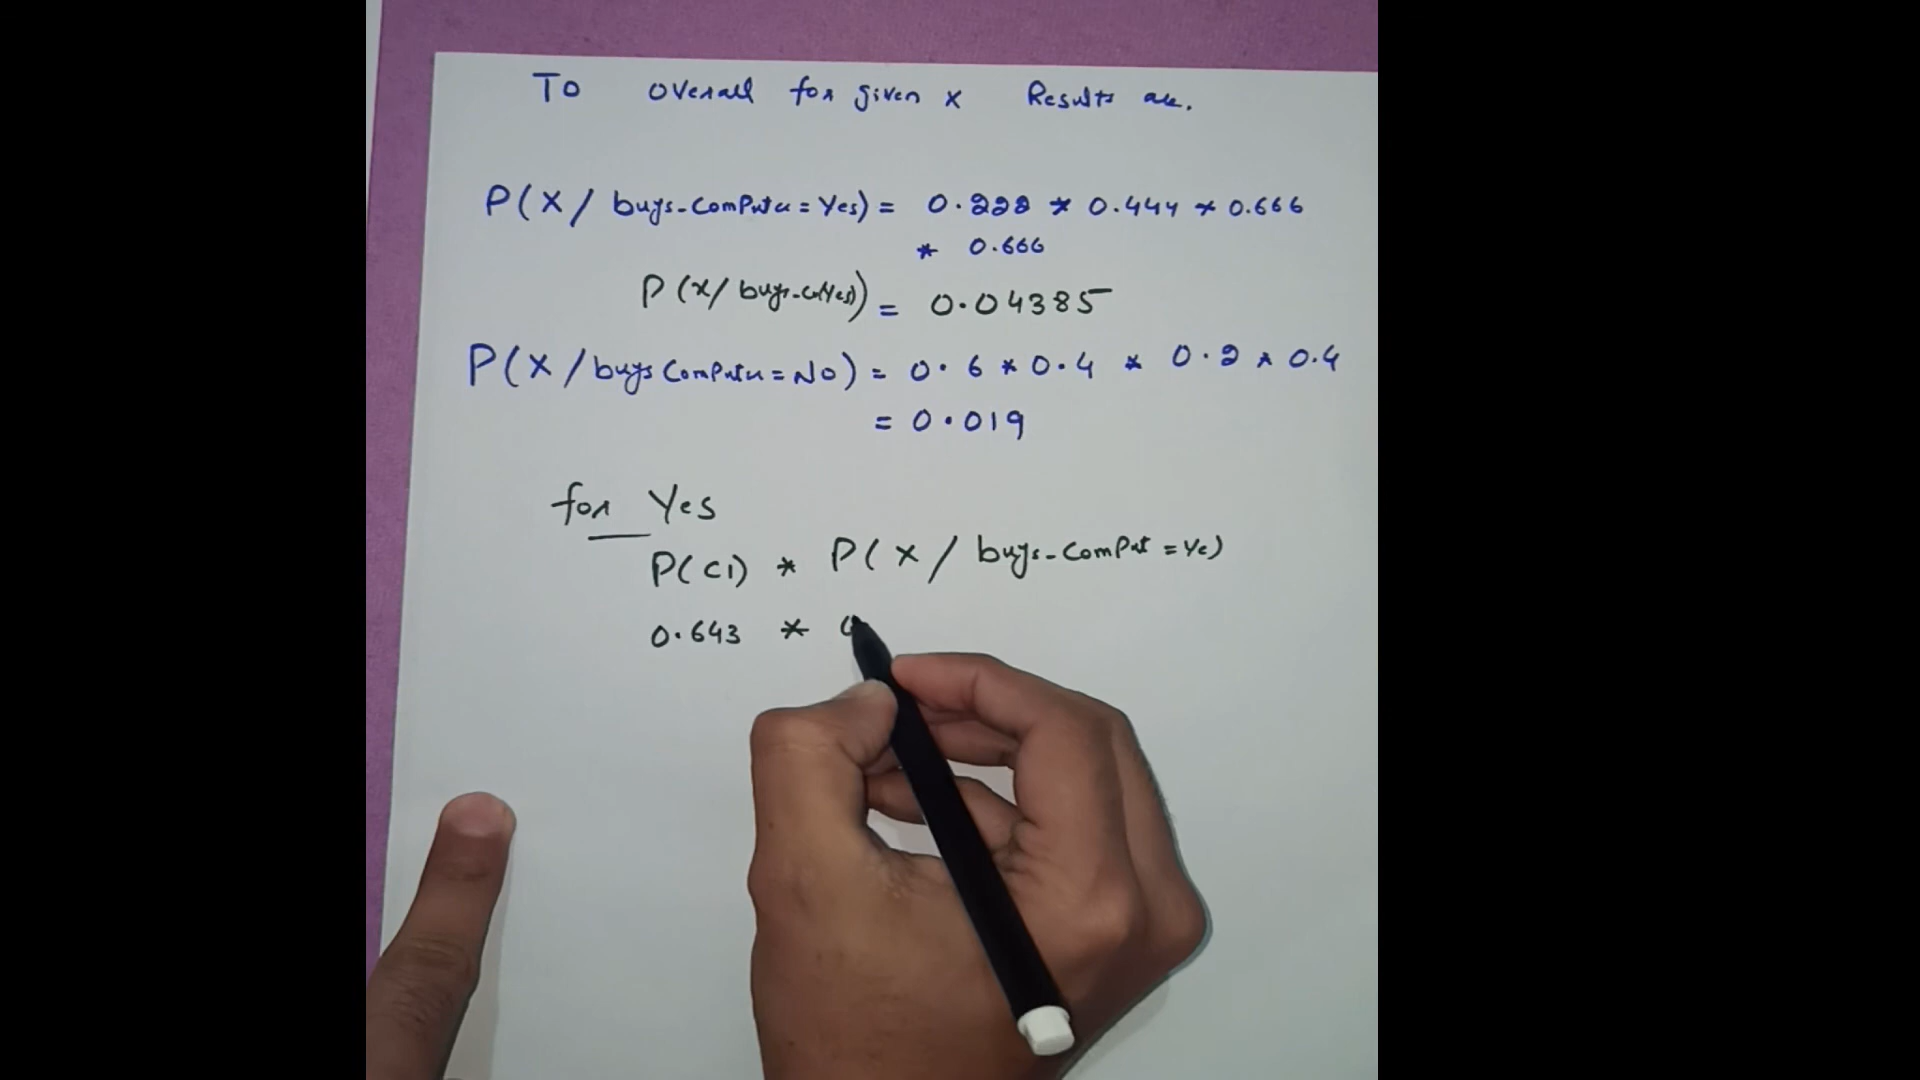 To overall for given x Results are.
P(X/ buys-computer = Yes) = 0.222 * 0.444 * 0.666
* 0.666
P(x/ buys-c(Yes)) = 0.04385
P(X/buys Computer = No) = 0.6 * 0.4 * 0.2 * 0.4
= 0.019
for Yes
P(C1) * P(X/ buys-comput = Ye)
0.643 *